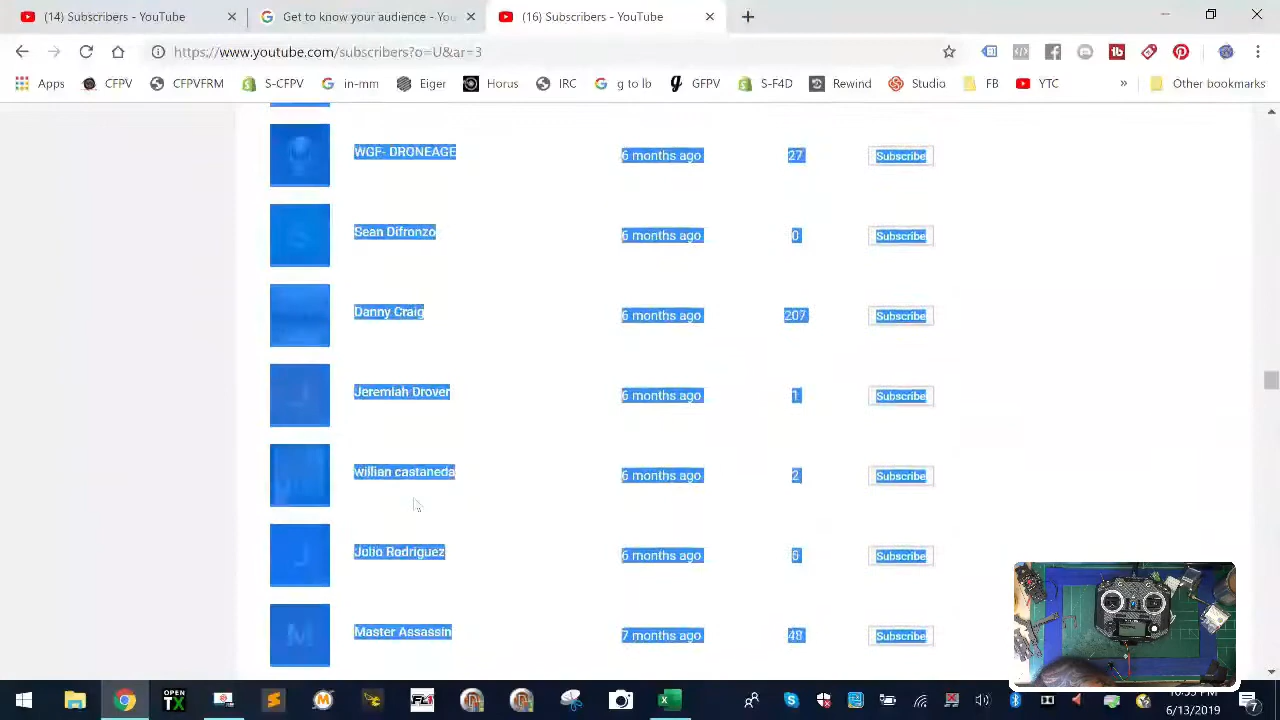 (14) Subscribers - YouTube
Get to know your audience - You
(16) Subscribers - YouTube
https://www.youtube.com/subscribers?o=U&ar=3
Apps CFPV CFPVFRM S-CFPV in-mm Eiger Horus IRC g to lb GFPV S-F4D Rewind Studio FB YTC » Other bookmarks
WGF- DRONEAGE 6 months ago 27 Subscribe
Sean Difronzo 6 months ago 0 Subscribe
Danny Craig 6 months ago 207 Subscribe
Jeremiah Drover 6 months ago 1 Subscribe
willian castaneda 6 months ago 2 Subscribe
Julio Rodriguez 6 months ago Subscribe
Master Assassin 7 months ago 48 Subscribe
OPEN
TX
6/13/2019